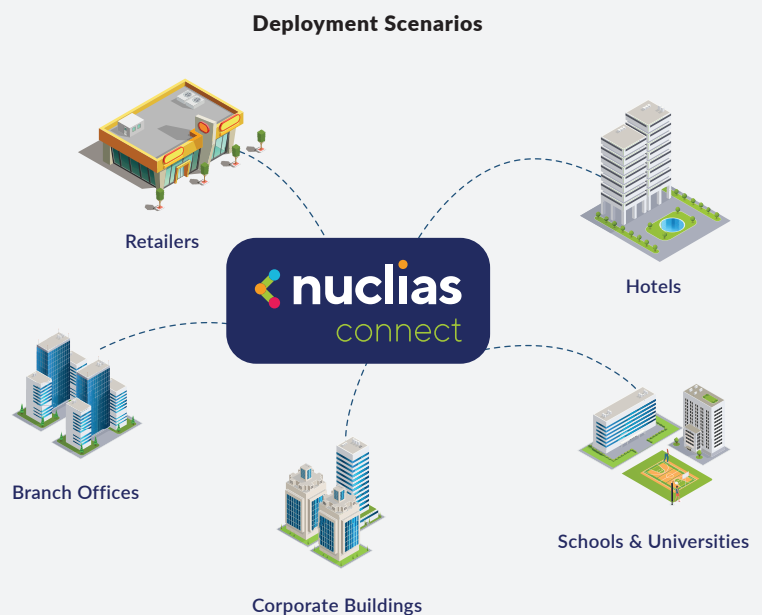 Deployment Scenarios
Retailers
Hotels
nuclias
connect
Branch Offices
Schools & Universities
Corporate Buildings